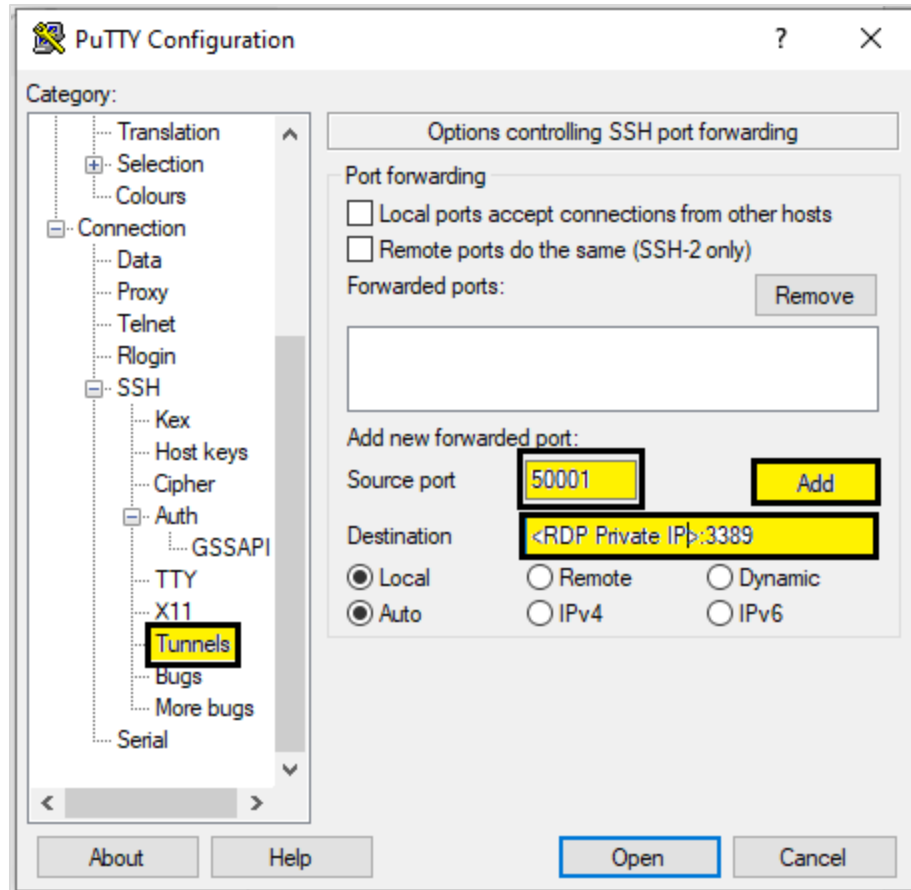 PuTTY Configuration
?
Category:
Translation
Selection
Colours
Connection
Data
Proxy
Telnet
Rlogin
SSH
Kex
Host keys
Cipher
Auth
GSSAPI
TTY
X11
Tunnels
Bugs
More bugs
Serial
Options controlling SSH port forwarding
Port forwarding
Local ports accept connections from other hosts
Remote ports do the same (SSH-2 only)
Forwarded ports:
Remove
Add new forwarded port:
Source port 50001 Add
Destination <RDP Private IP>:3389
Local Remote Dynamic
Auto IPv4 IPv6
About Help Open Cancel